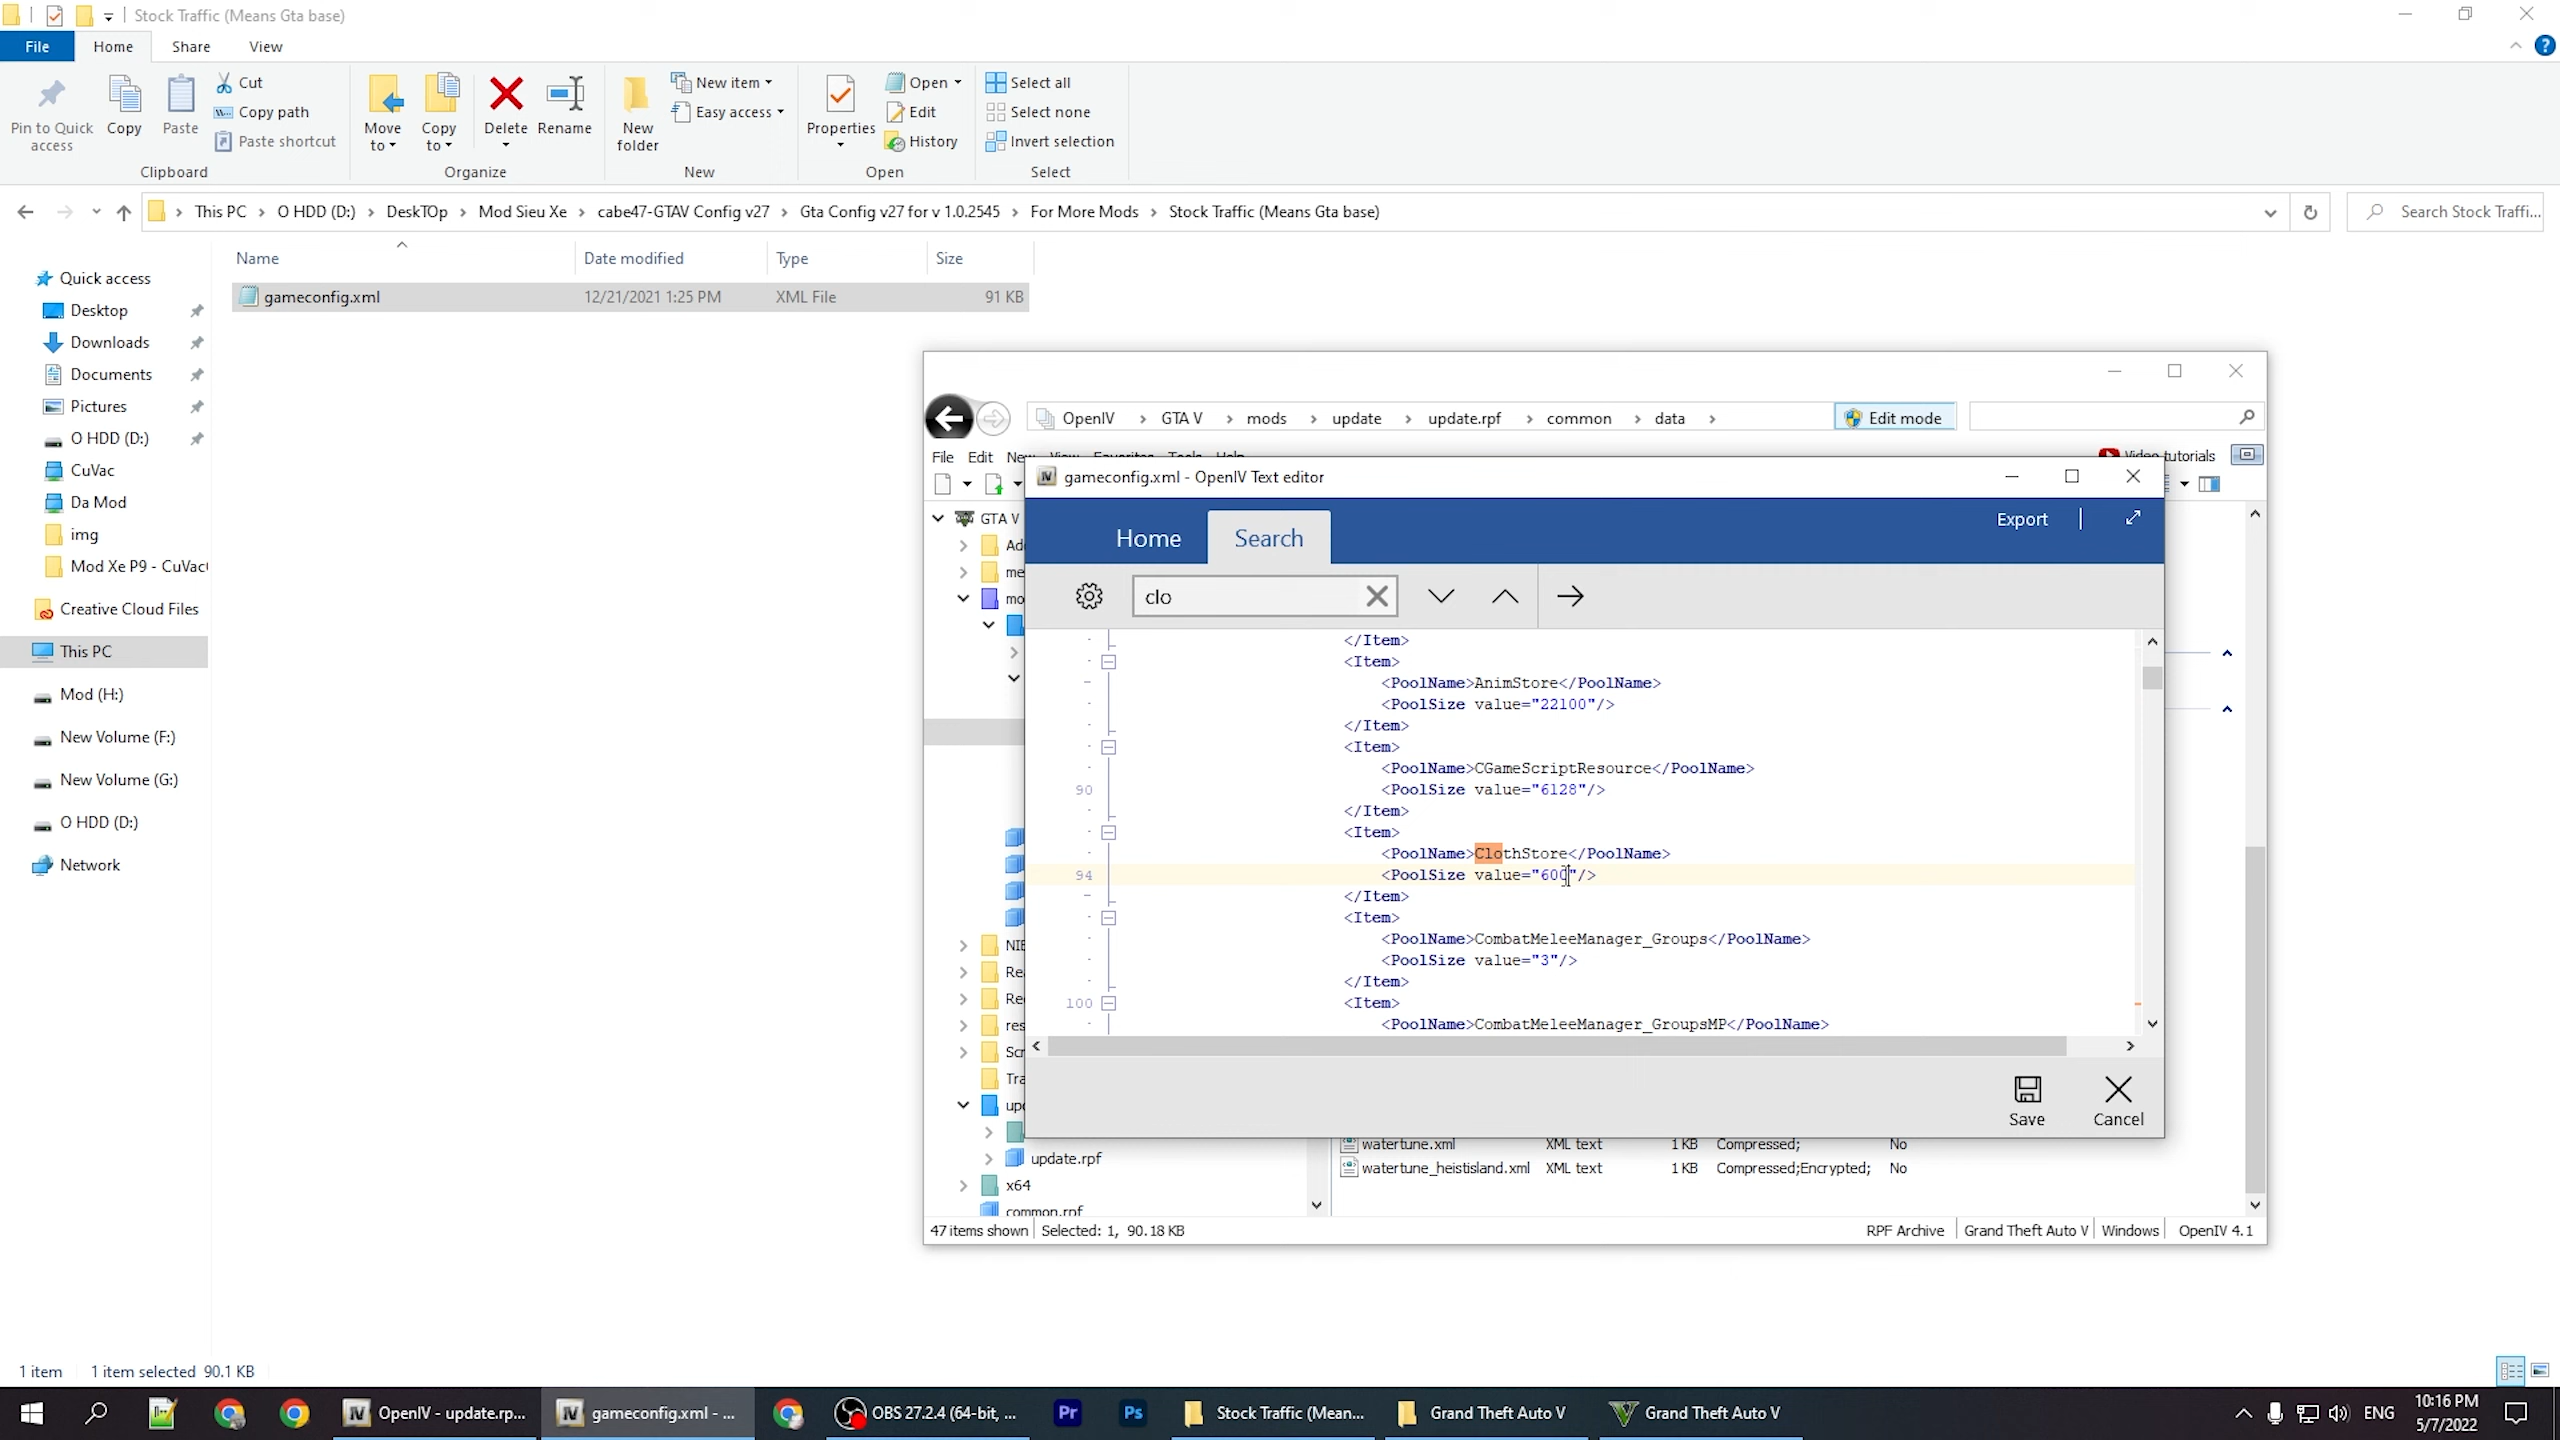 Stock Traffic (Means Gta base)
File Home Share View
Pin to Quick access
Copy
Paste
Cut
Copy path
Paste shortcut
Clipboard
Move to
Copy to
Delete
Rename
Organize
New folder
New item
Easy access
New
Properties
Open
Edit
History
Open
Select all
Select none
Invert selection
Select
This PC > O HDD (D:) > DeskTOp > Mod Sieu Xe > cabe47-GTAV Config v27 > Gta Config v27 for v 1.0.2545 > For More Mods > Stock Traffic (Means Gta base)
Search Stock Traffi...
Name Date modified Type Size
gameconfig.xml 12/21/2021 1:25 PM XML File 91 KB
Quick access
Desktop
Downloads
Documents
Pictures
O HDD (D:)
CuVac
Da Mod
img
Mod Xe P9 - CuVac
Creative Cloud Files
This PC
Mod (H:)
New Volume (F:)
New Volume (G:)
O HDD (D:)
Network
OpenIV > GTA V > mods > update > update.rpf > common > data >
Edit mode
File Edit
tutorials
gameconfig.xml - OpenIV Text editor
Home Search
Export
clo
</Item>
<Item>
<PoolName>AnimStore</PoolName>
<PoolSize value="22100"/>
</Item>
<Item>
<PoolName>CGameScriptResource</PoolName>
90 <PoolSize value="6128"/>
</Item>
<Item>
<PoolName>ClothStore</PoolName>
94 <PoolSize value="600"/>
</Item>
<Item>
<PoolName>CombatMeleeManager_Groups</PoolName>
<PoolSize value="3"/>
</Item>
100 <Item>
<PoolName>CombatMeleeManager_GroupsMP</PoolName>
Save
Cancel
GTA V
update.rpf
x64
common.rpf
watertune.xml XML text 1 KB Compressed; No
watertune_heistisland.xml XML text 1 KB Compressed;Encrypted; No
47 items shown Selected: 1, 90.18 KB
RPF Archive Grand Theft Auto V Windows OpenIV 4.1
1 item 1 item selected 90.1 KB
OpenIV - update.rp...
gameconfig.xml - ...
OBS 27.2.4 (64-bit, ...
Pr
Ps
Stock Traffic (Mean...
Grand Theft Auto V
Grand Theft Auto V
ENG
10:16 PM
5/7/2022